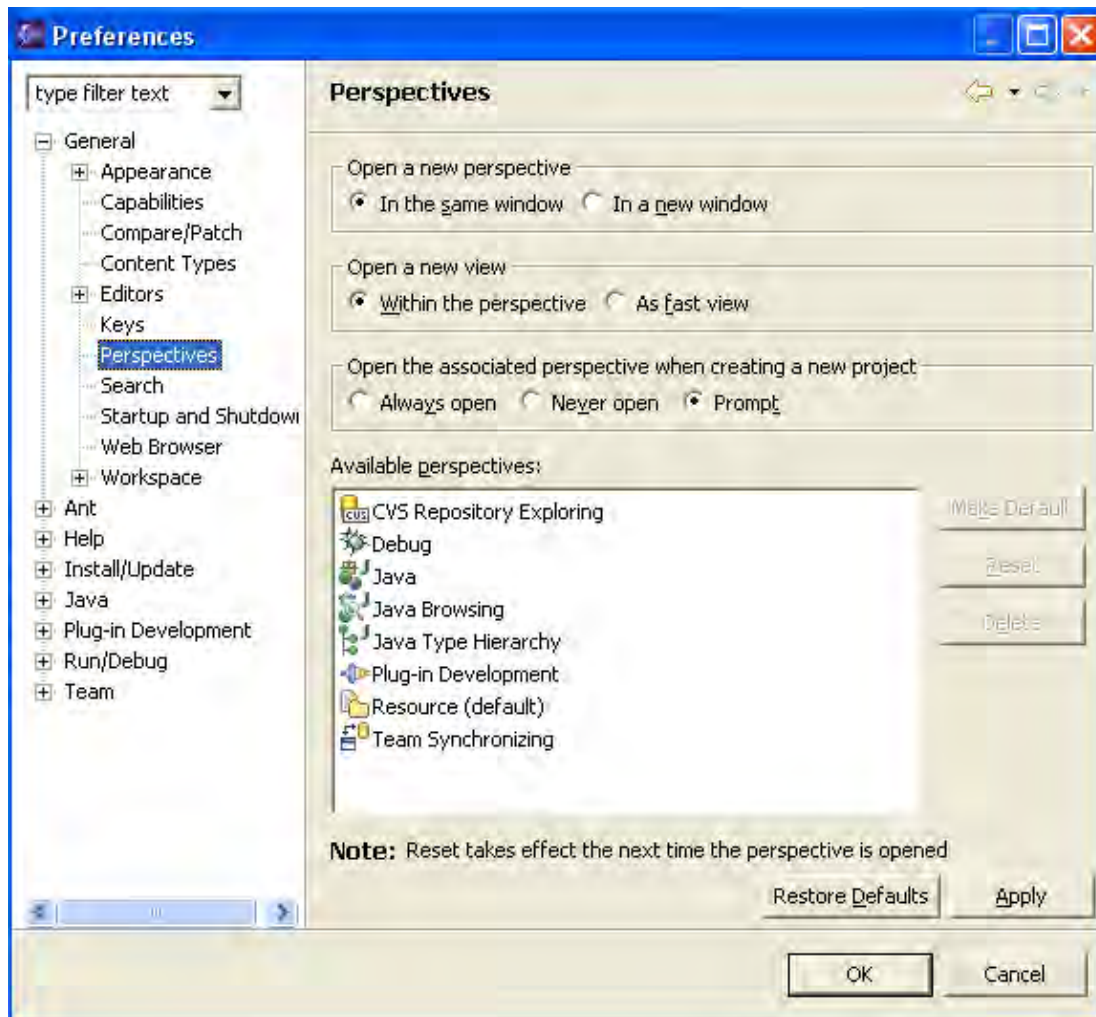 Preferences
type filter text
General
Appearance
Capabilities
Compare/Patch
Content Types
Editors
Keys
Perspectives
Search
Startup and Shutdow
Web Browser
Workspace
Ant
Help
Install/Update
Java
Plug-in Development
Run/Debug
Team
Perspectives
Open a new perspective
In the same window In a new window
Open a new view
Within the perspective As fast view
Open the associated perspective when creating a new project
Always open Never open Prompt
Available perspectives:
CVS CVS Repository Exploring
Debug
Java
Java Browsing
Java Type Hierarchy
Plug-in Development
Resource (default)
Team Synchronizing
Make Default
Reset
Delete
Note: Reset takes effect the next time the perspective is opened
Restore Defaults Apply
OK Cancel